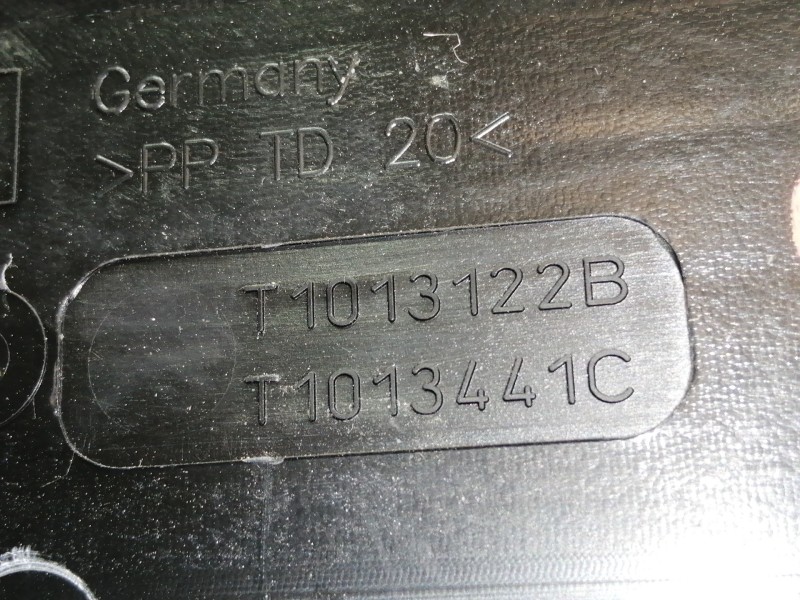 Germany
>PP TD 20<
T1013122B
T1013441C